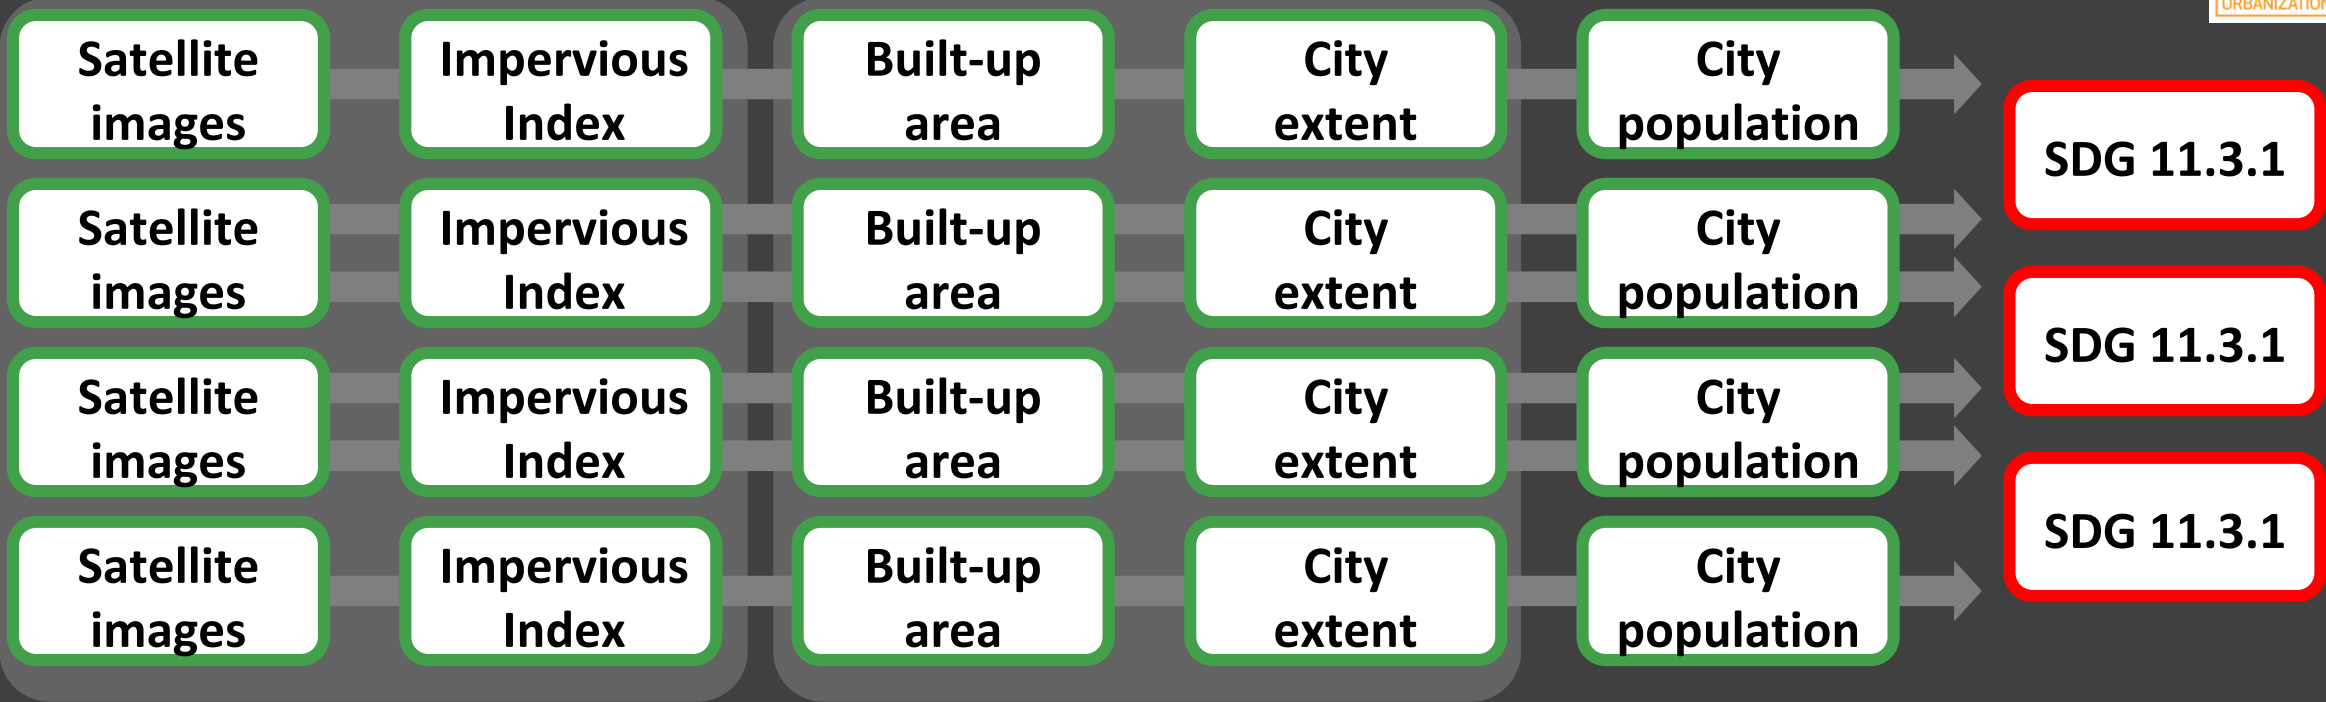 URBANIZATION
Satellite
images
Impervious
Index
Built-up
area
City
extent
City
population
SDG 11.3.1
Satellite
images
Impervious
Index
Built-up
area
City
extent
City
population
SDG 11.3.1
Satellite
images
Impervious
Index
Built-up
area
City
extent
City
population
SDG 11.3.1
Satellite
images
Impervious
Index
Built-up
area
City
extent
City
population